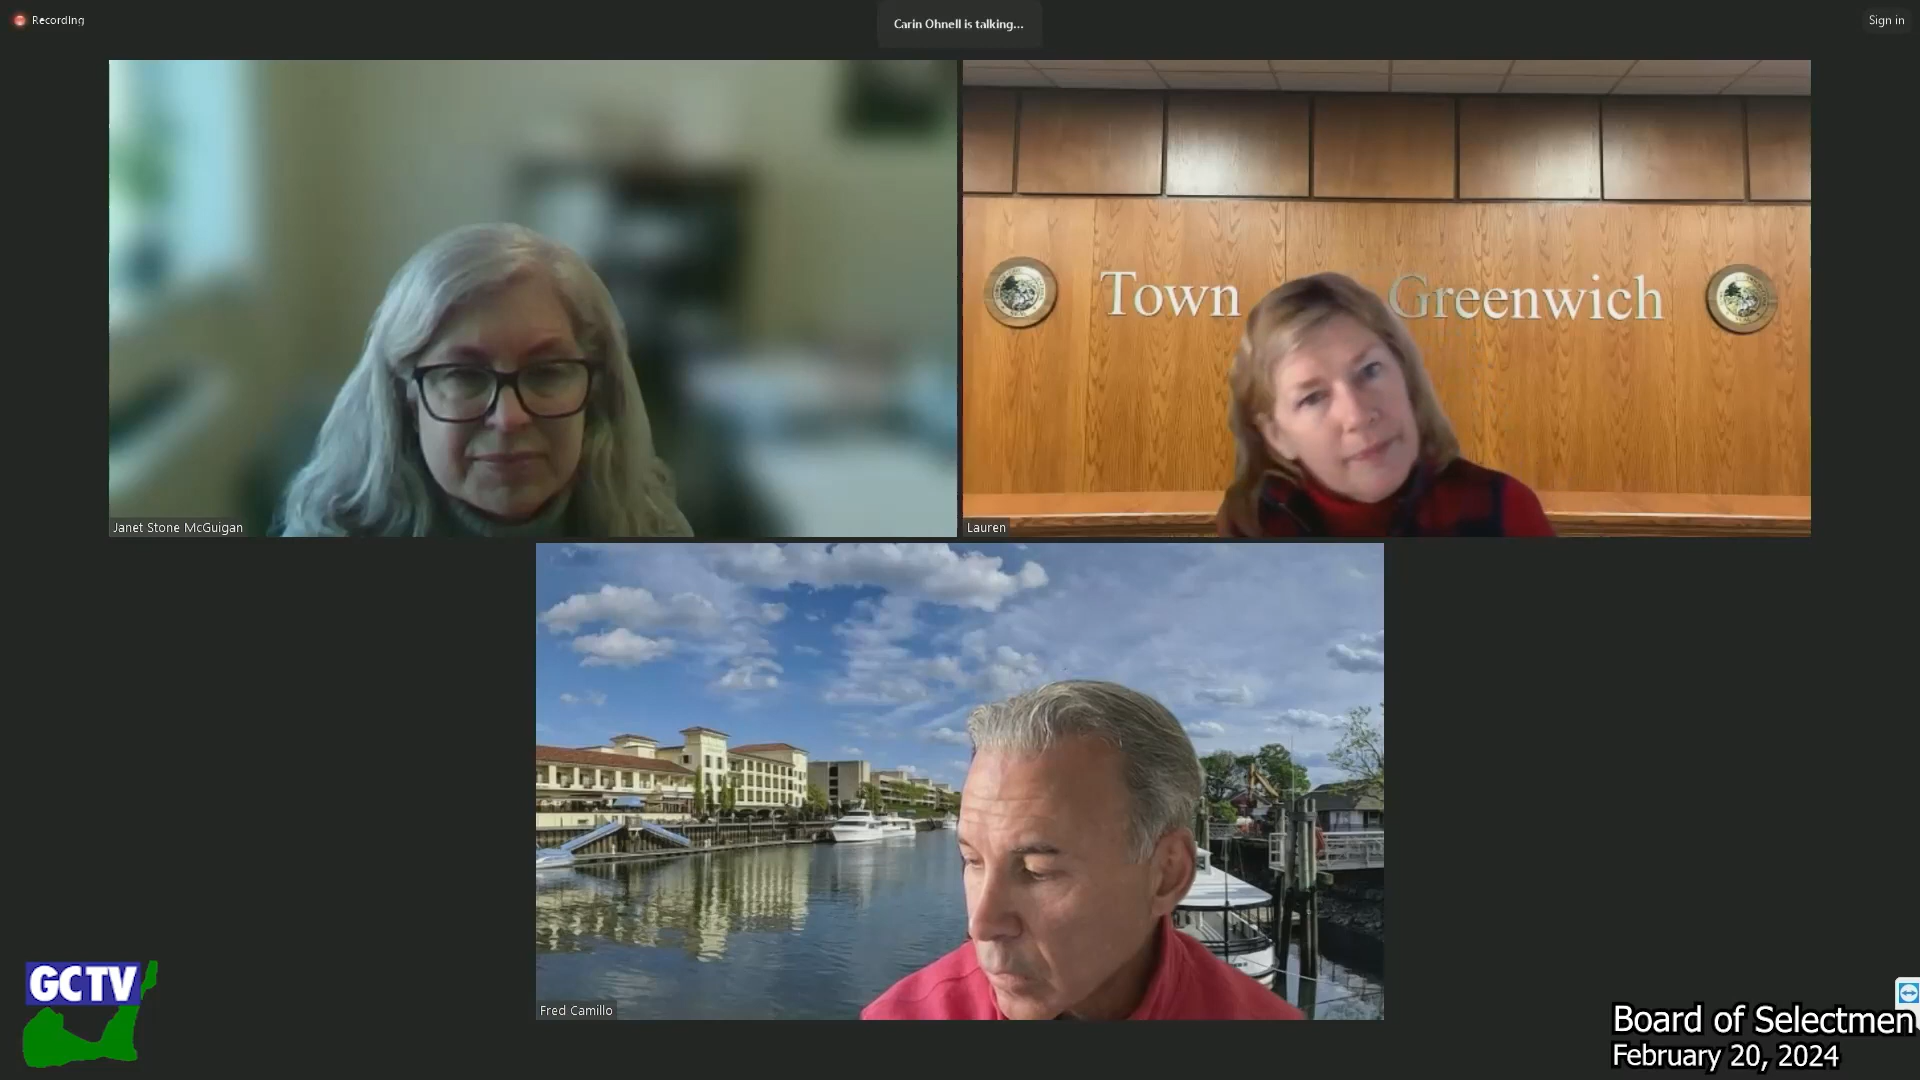 Recording
Carin Ohnell is talking...
Sign in
Town Greenwich
Janet Stone McGuigan
Lauren
Fred Camillo
GCTV
Board of Selectmen
February 20, 2024